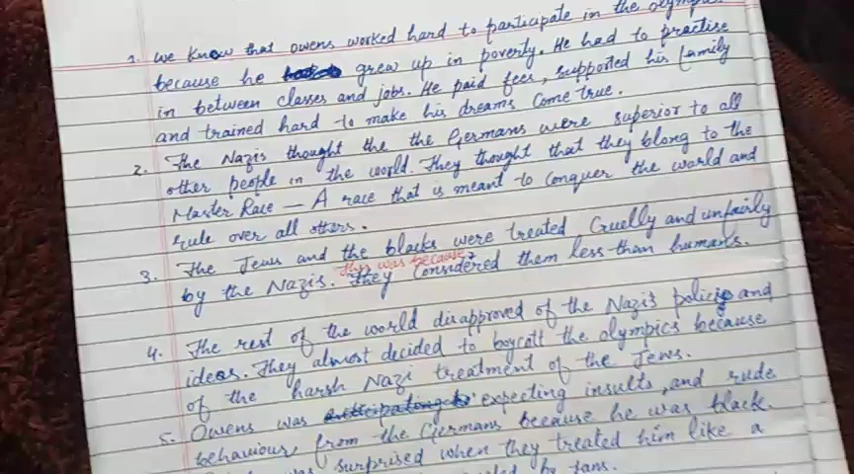 1. we know that owens worked hard to participate in the
because he grew up in poverty. He had to practise
in between classes and jobs. He paid fees, supported his family
and trained hard to make his dreams come true.
2. The Nazis thought the the Germans were superior to all
other people in the world. They thought that they blong to the
Master Race — A race that is meant to conquer the world and
rule over all others.
3. The Jews and the blacks were treated Cruelly and unfairly
This was because
by the Nazis. They considered them less than humans.
4. The rest of the world disapproved of the Nazi's policies and
ideas. They almost decided to boycott the olympics because
of the harsh Nazi treatment of the Jews.
5. Owens was expecting insults, and rude
behaviour from the Germans because he was black.
surprised when they treated him like a
by fans.